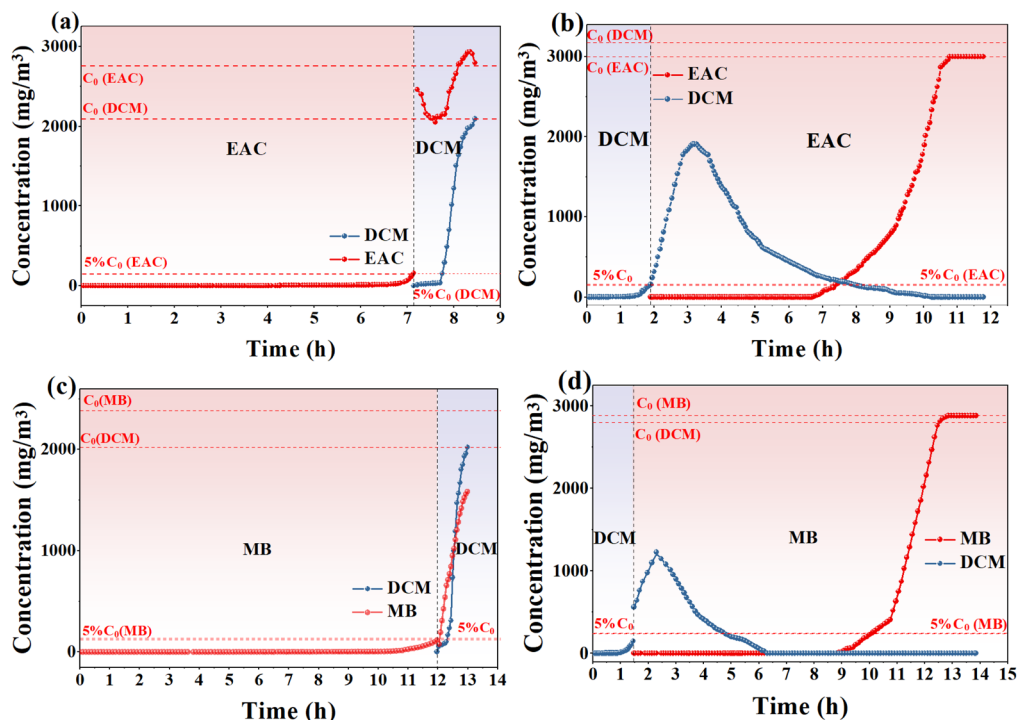 (a)
Concentration (mg/m³)
3000
2000
1000
0
C₀ (EAC)
C₀ (DCM)
EAC
DCM
DCM
EAC
5%C₀ (EAC)
5%C₀ (DCM)
0 1 2 3 4 5 6 7 8 9
Time (h)
(b)
Concentration (mg/m³)
3000
2000
1000
0
C₀ (DCM)
C₀ (EAC)
EAC
DCM
DCM
EAC
5%C₀
5%C₀ (EAC)
0 1 2 3 4 5 6 7 8 9 10 11 12
Time (h)
(c)
Concentration (mg/m³)
2000
1000
0
C₀(MB)
C₀(DCM)
MB
DCM
DCM
MB
5%C₀(MB)
5%C₀
0 1 2 3 4 5 6 7 8 9 10 11 12 13 14
Time (h)
(d)
Concentration (mg/m³)
3000
2400
1800
1200
600
0
C₀ (MB)
C₀ (DCM)
DCM
MB
MB
DCM
5%C₀
5%C₀ (MB)
0 1 2 3 4 5 6 7 8 9 10 11 12 13 14 15
Time (h)